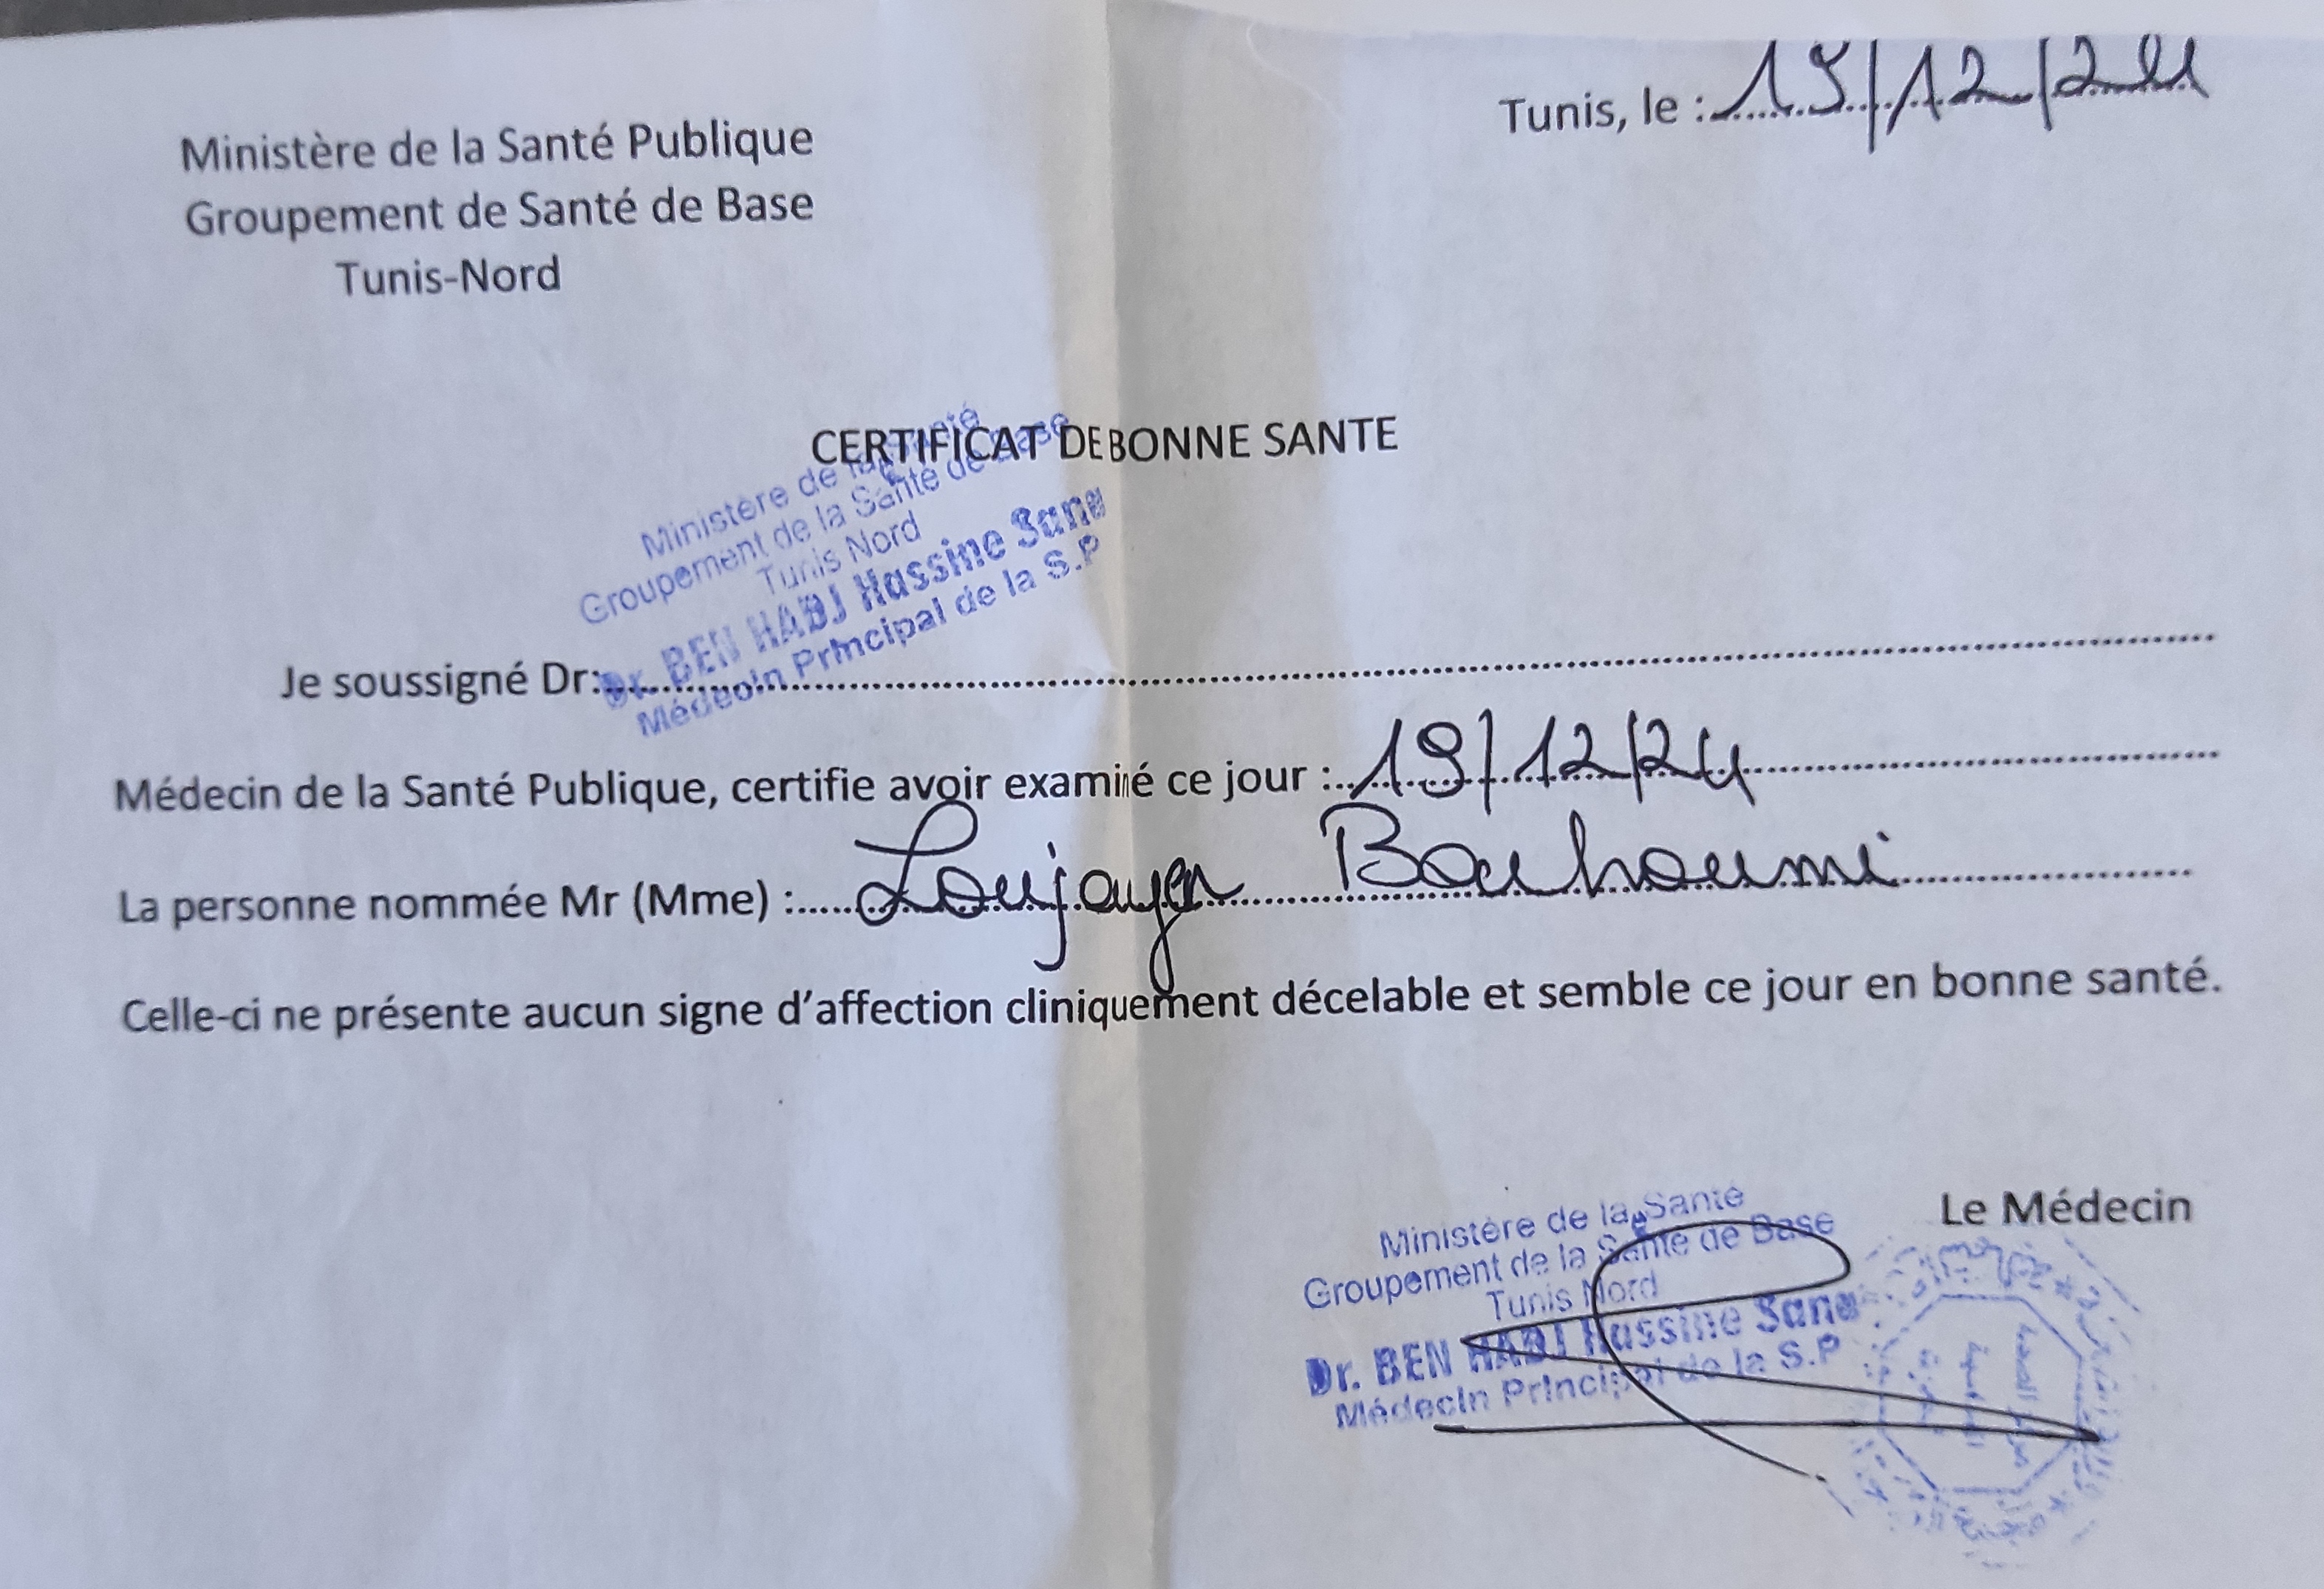 Tunis, le : 19/12/24
Ministère de la Santé Publique
Groupement de Santé de Base
Tunis-Nord
CERTIFICAT DE BONNE SANTE
Ministère de la Santé
Groupement de la Santé de Base
Tunis Nord
Dr. BEN HADJ Hassine Sana
Médecin Principal de la S.P
Je soussigné Dr:
Médecin de la Santé Publique, certifie avoir examiné ce jour : 19/12/24
La personne nommée Mr (Mme) : Loujayen Bouhoumi
Celle-ci ne présente aucun signe d'affection cliniquement décelable et semble ce jour en bonne santé.
Le Médecin
Ministère de la Santé
Groupement de la Santé de Base
Tunis Nord
Dr. BEN HADJ Hassine Sana
Médecin Principal de la S.P